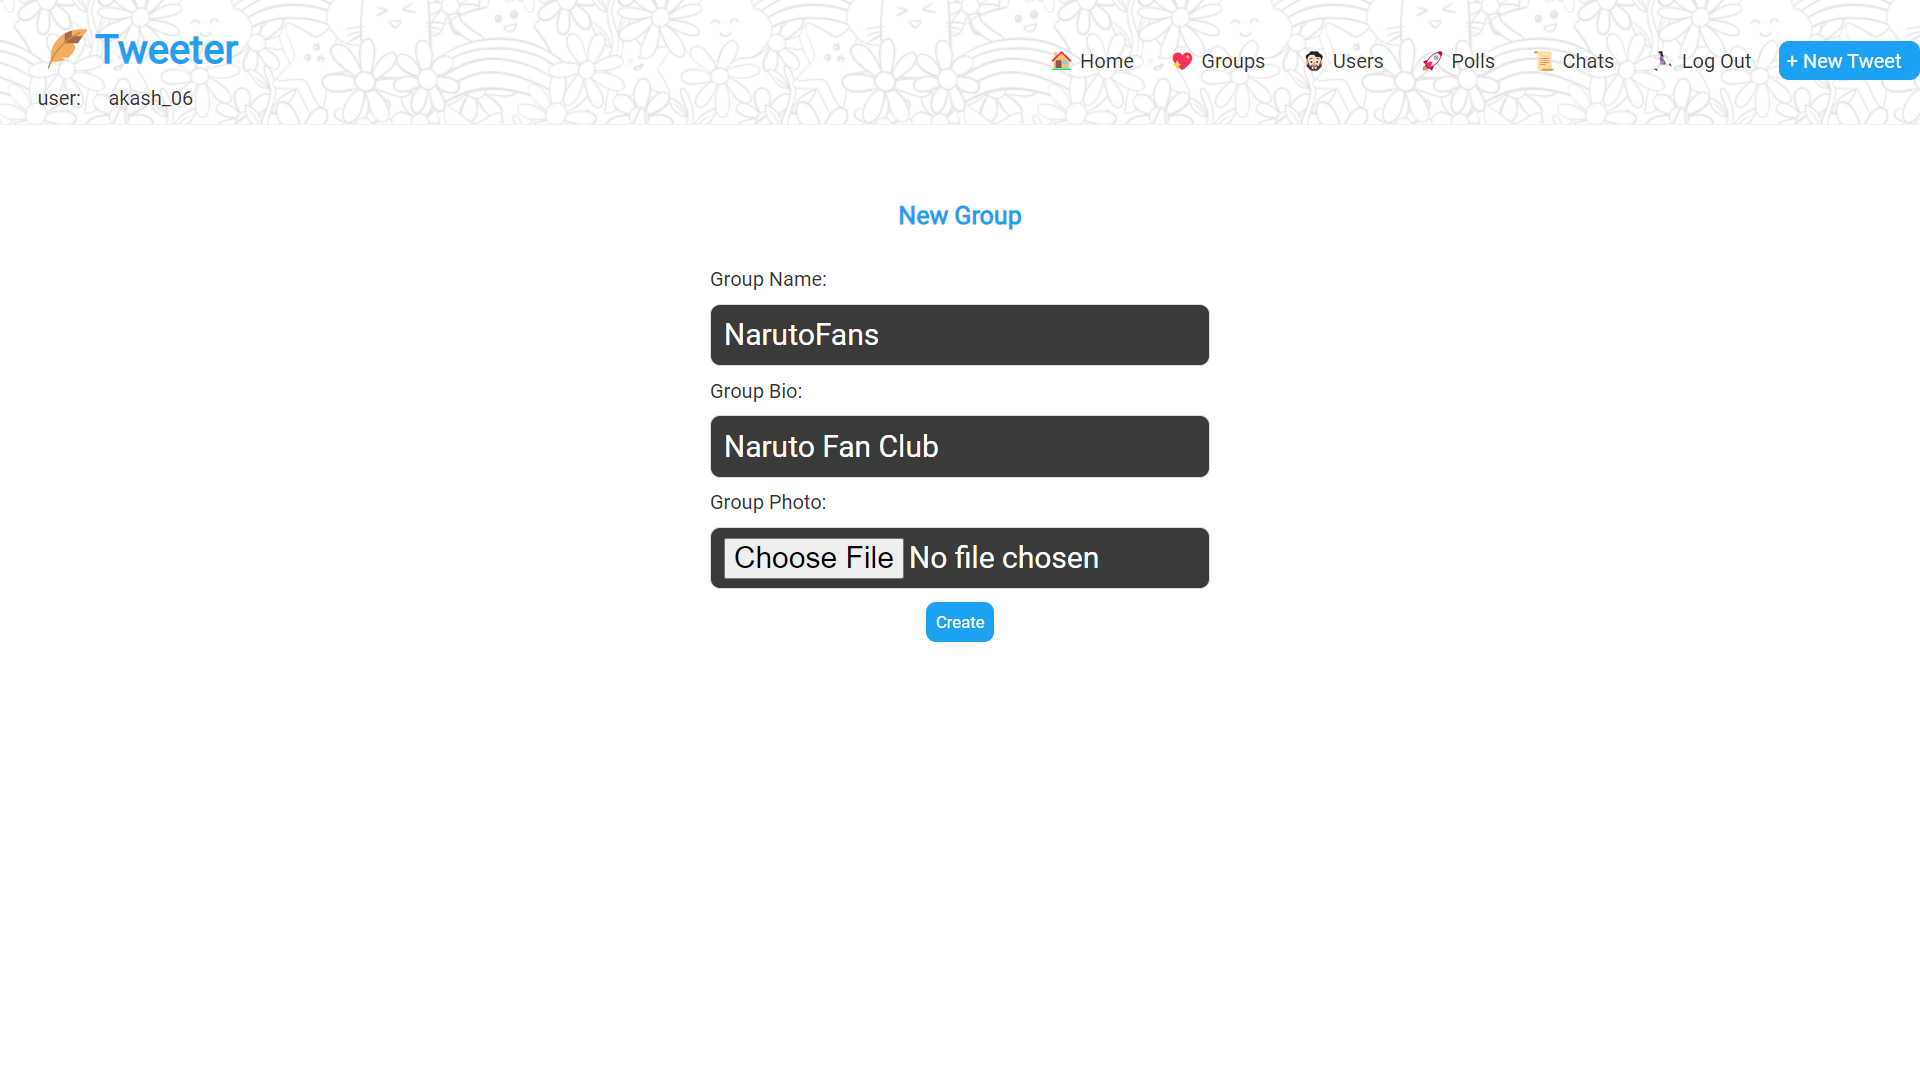 Tweeter
user: akash_06
Home Groups Users Polls Chats Log Out + New Tweet
New Group
Group Name:
NarutoFans
Group Bio:
Naruto Fan Club
Group Photo:
Choose File No file chosen
Create